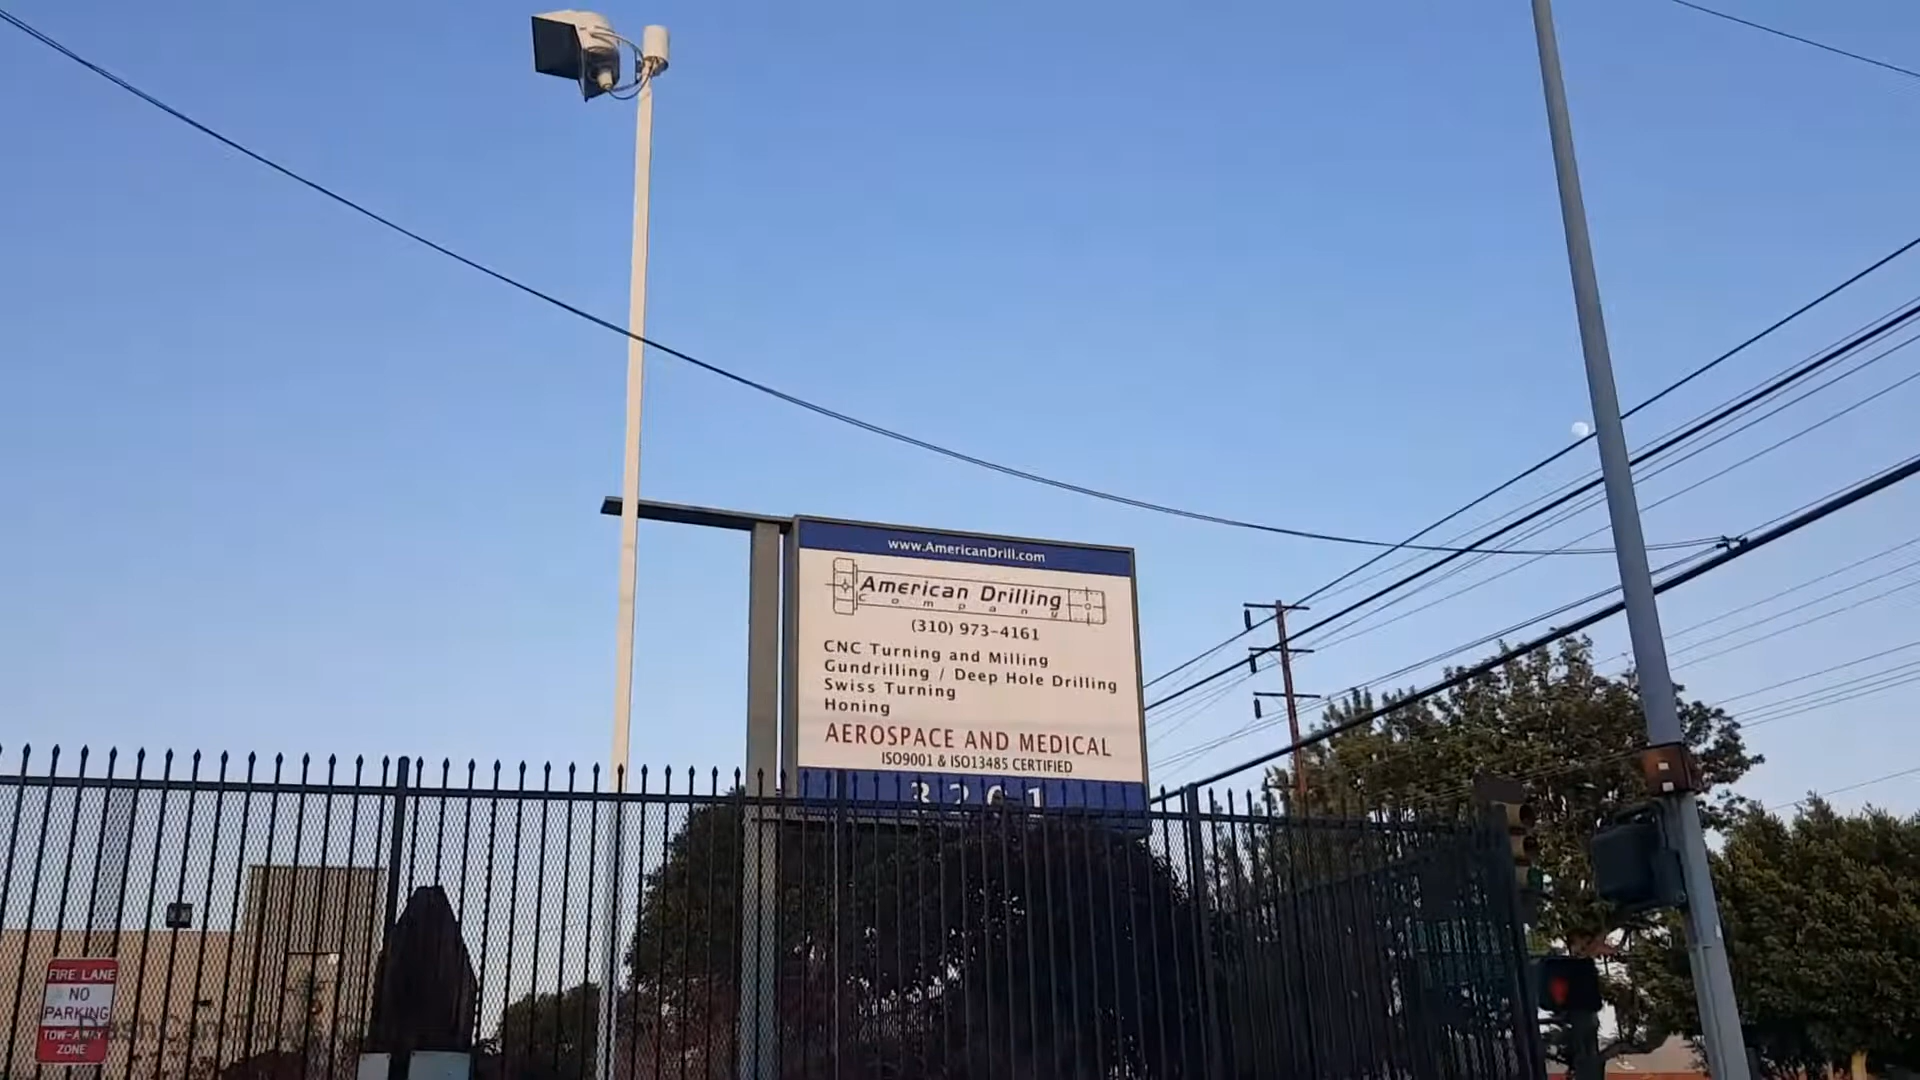 www.AmericanDrill.com
American Drilling
Company
(310) 973-4161
CNC Turning and Milling
Gundrilling / Deep Hole Drilling
Swiss Turning
Honing
AEROSPACE AND MEDICAL
ISO9001 & ISO13485 CERTIFIED
3201
FIRE LANE
NO
PARKING
TOW-AWAY
ZONE